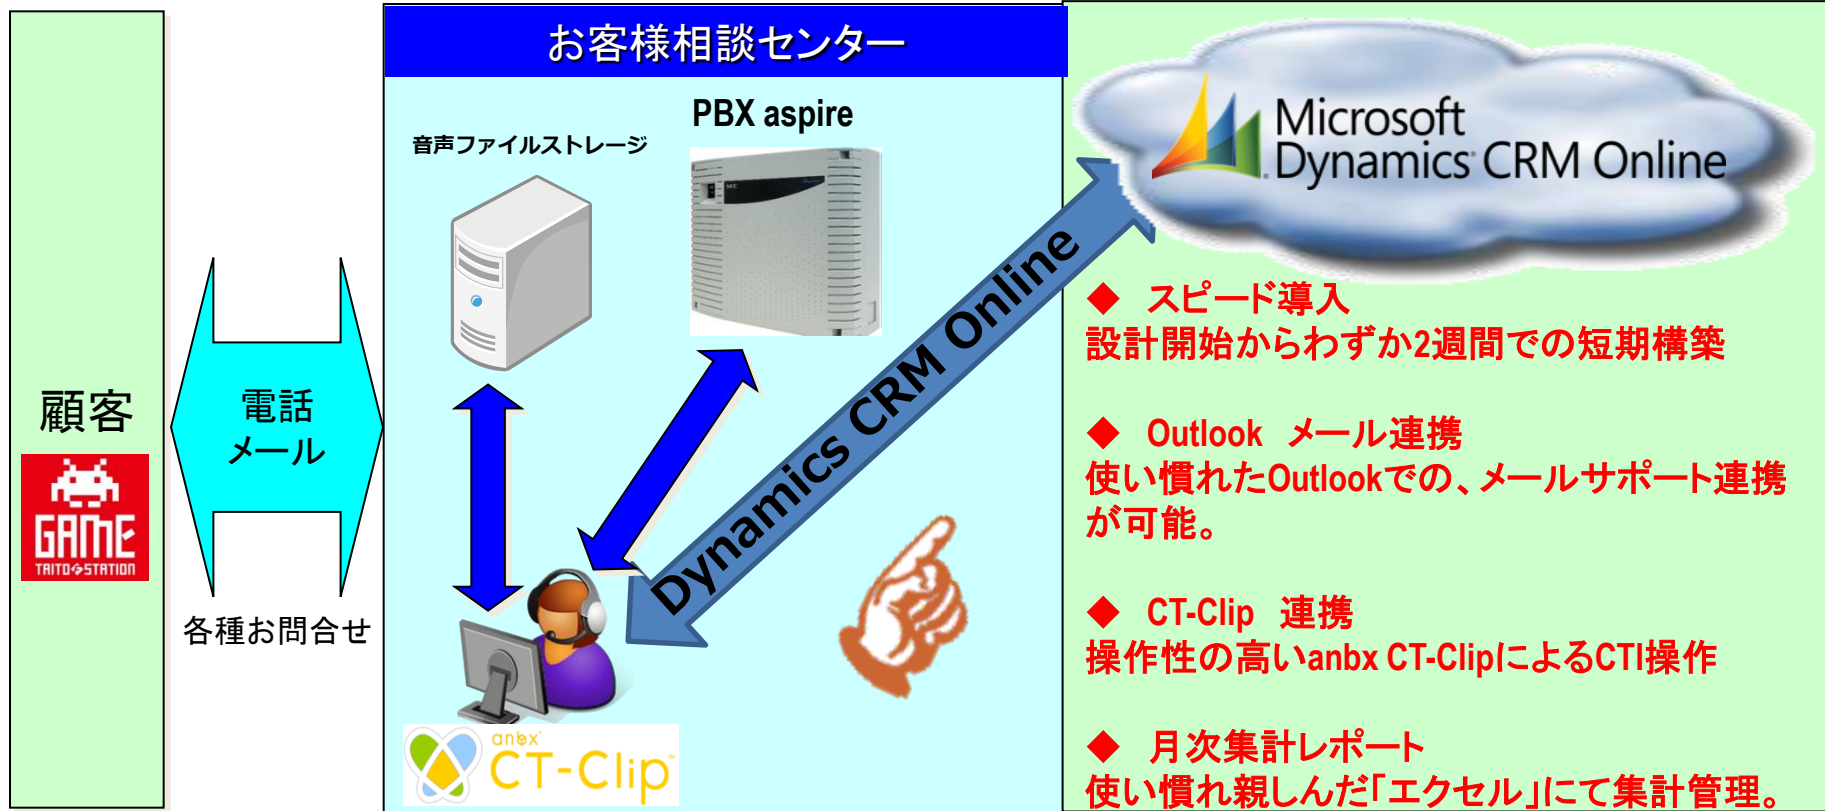 顧客
GAME
TAITO STATION
電話
メール
各種お問合せ
お客様相談センター
音声ファイルストレージ
PBX aspire
NEC
Dynamics CRM Online
anbx
CT-Clip™
Microsoft
Dynamics CRM Online
◆ スピード導入
設計開始からわずか2週間での短期構築
◆ Outlook メール連携
使い慣れたOutlookでの、メールサポート連携
が可能。
◆ CT-Clip 連携
操作性の高いanbx CT-ClipによるCTI操作
◆ 月次集計レポート
使い慣れ親しんだ「エクセル」にて集計管理。